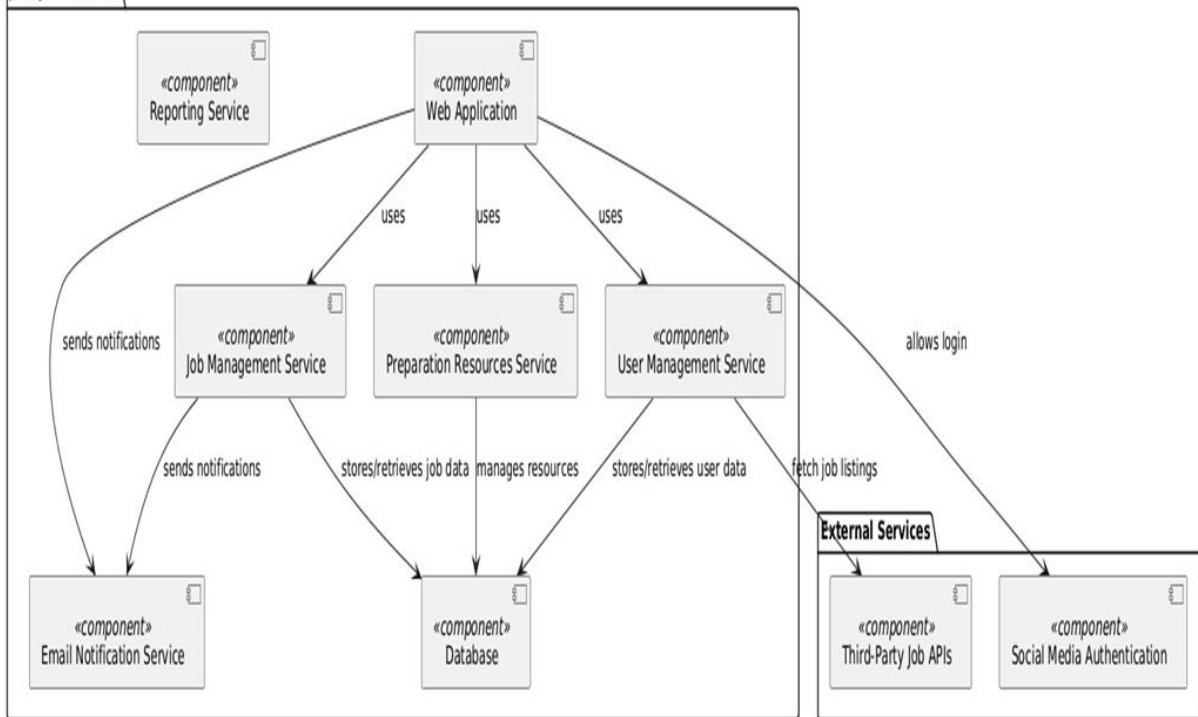 «component»
Reporting Service
«component»
Web Application
uses
uses
uses
sends notifications
«component»
Job Management Service
«component»
Preparation Resources Service
«component»
User Management Service
allows login
sends notifications
stores/retrieves job data
manages resources
stores/retrieves user data
fetch job listings
External Services
«component»
Email Notification Service
«component»
Database
«component»
Third-Party Job APIs
«component»
Social Media Authentication